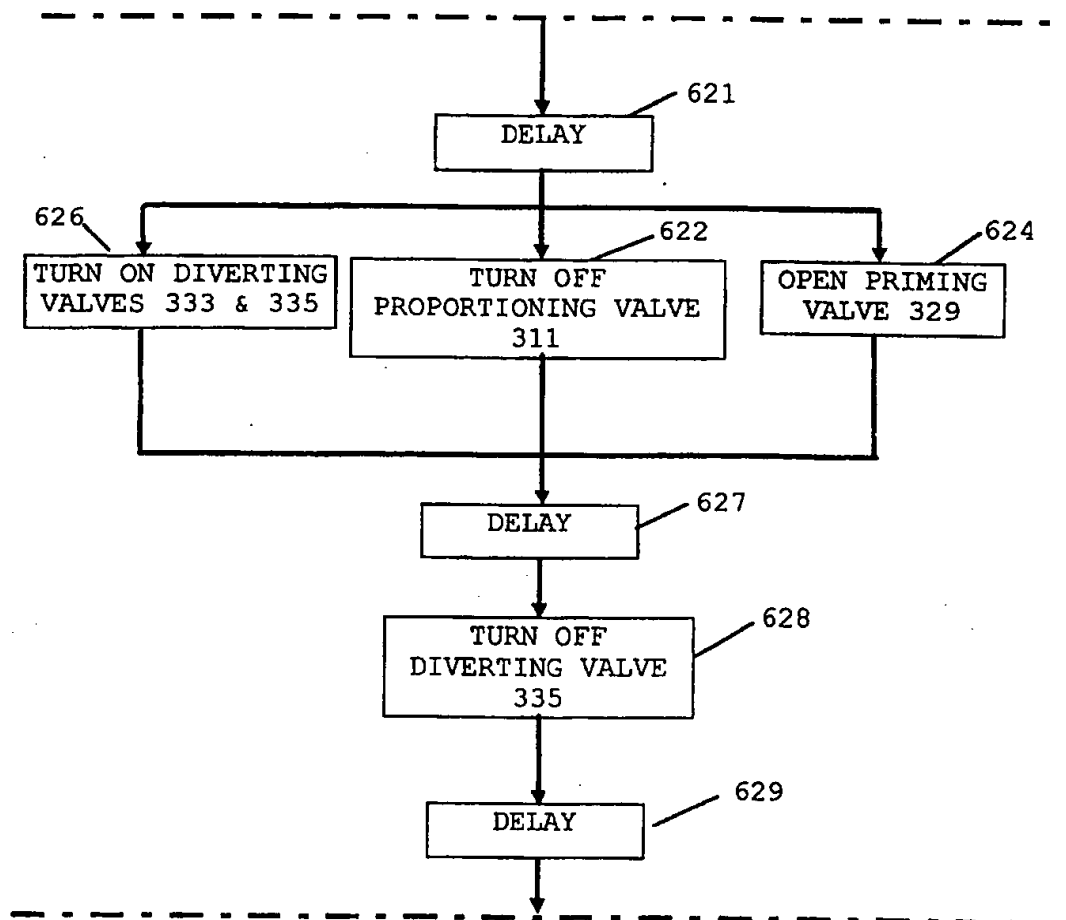 621
DELAY
626
622
624
TURN ON DIVERTING
VALVES 333 & 335
TURN OFF
PROPORTIONING VALVE
311
OPEN PRIMING
VALVE 329
627
DELAY
628
TURN OFF
DIVERTING VALVE
335
629
DELAY